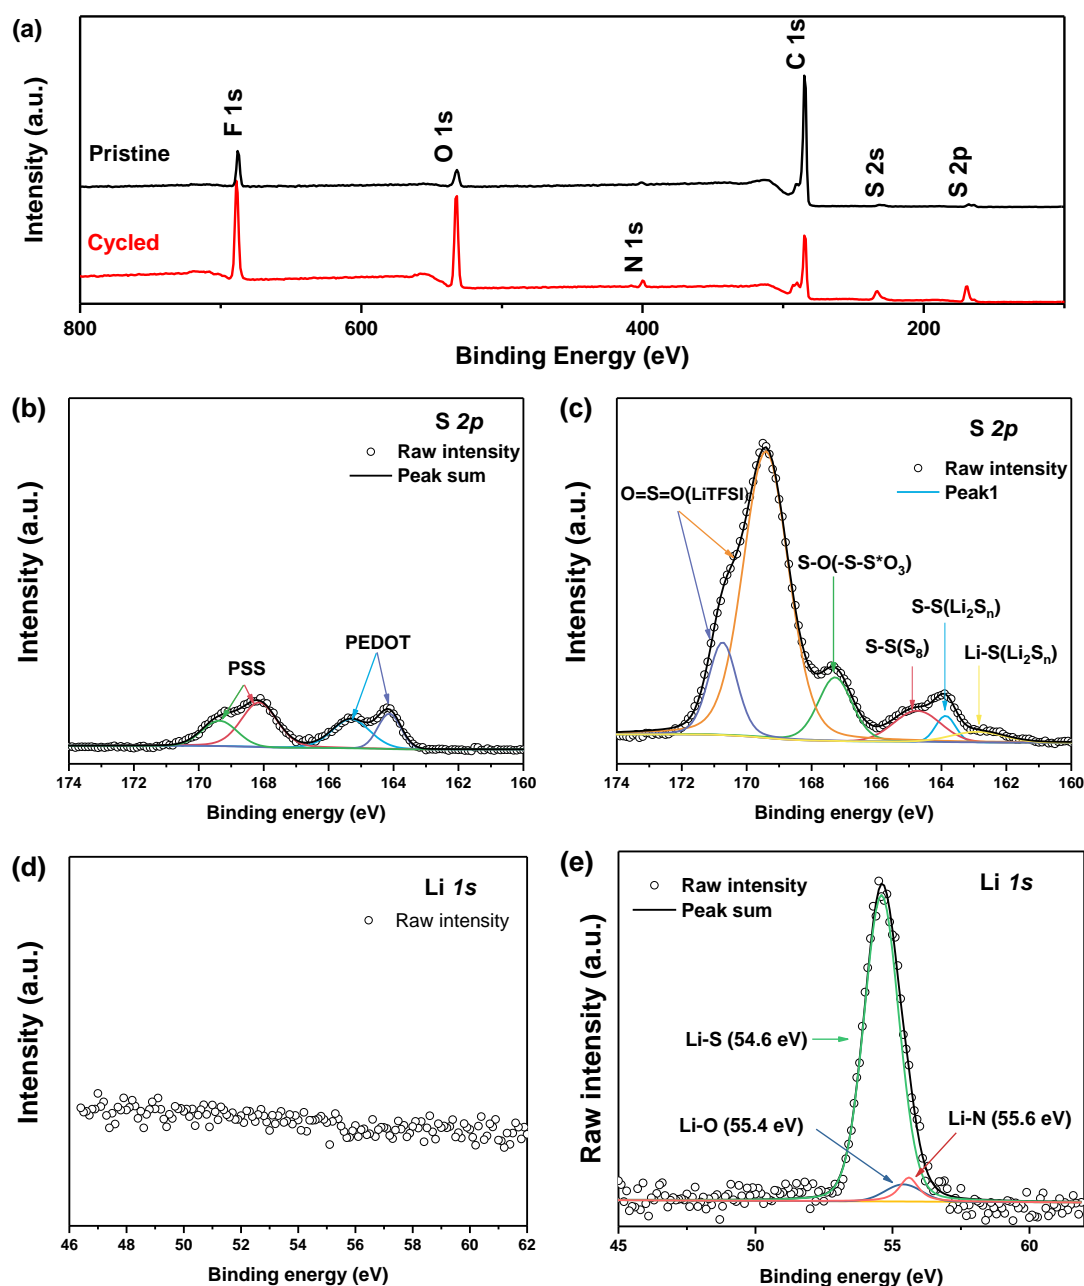 (a)
Intensity (a.u.)
Pristine
Cycled
F 1s
O 1s
N 1s
C 1s
S 2s
S 2p
800
600
400
200
Binding Energy (eV)
(b)
S 2p
Raw intensity
Peak sum
PSS
PEDOT
Intensity (a.u.)
174 172 170 168 166 164 162 160
Binding energy (eV)
(c)
S 2p
Raw intensity
Peak1
O=S=O(LiTFSI)
S-O(-S-S*O3)
S-S(Li2Sn)
S-S(S8)
Li-S(Li2Sn)
Intensity (a.u.)
174 172 170 168 166 164 162 160
Binding energy (eV)
(d)
Li 1s
Raw intensity
Intensity (a.u.)
46 48 50 52 54 56 58 60 62
Binding energy (eV)
(e)
Li 1s
Raw intensity
Peak sum
Li-S (54.6 eV)
Li-O (55.4 eV)
Li-N (55.6 eV)
Raw intensity (a.u.)
45 50 55 60
Binding energy (eV)